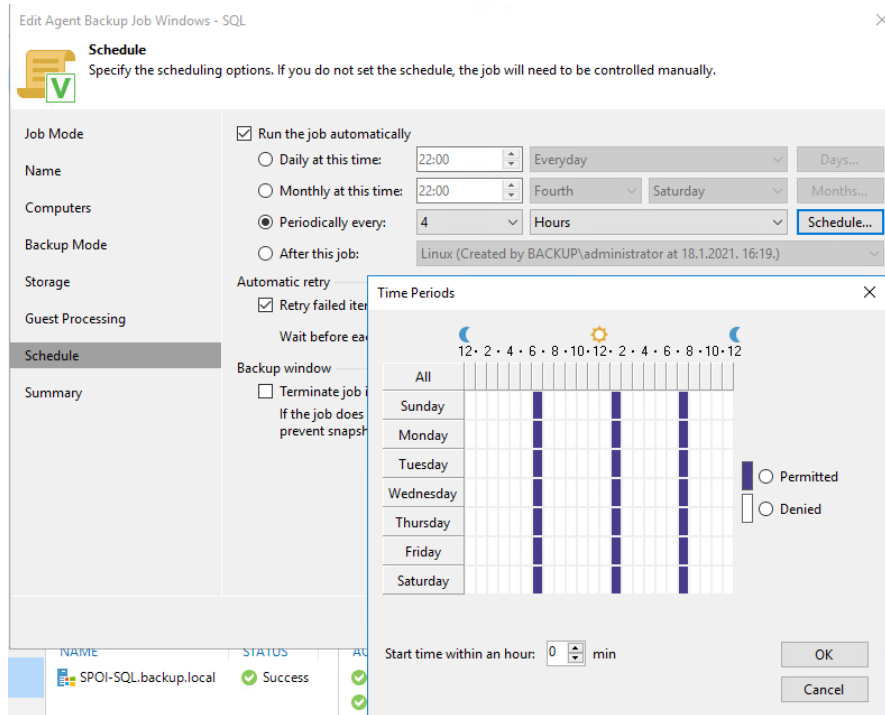 Edit Agent Backup Job Windows - SQL
Schedule
Specify the scheduling options. If you do not set the schedule, the job will need to be controlled manually.
V
Job Mode
Name
Computers
Backup Mode
Storage
Guest Processing
Schedule
Summary
Run the job automatically
Daily at this time: 22:00 Everyday Days...
Monthly at this time: 22:00 Fourth Saturday Months...
Periodically every: 4 Hours Schedule...
After this job: Linux (Created by BACKUP\administrator at 18.1.2021. 16:19.)
Automatic retry
Retry failed
Wait before
Backup window
Terminate job
If the job does
prevent
Time Periods
12 · 2 · 4 · 6 · 8 · 10 · 12 · 2 · 4 · 6 · 8 · 10 · 12
All
Sunday
Monday
Tuesday
Wednesday
Thursday
Friday
Saturday
Permitted
Denied
Start time within an hour: 0 min
OK
Cancel
NAME STATUS
SPOI-SQL.backup.local Success